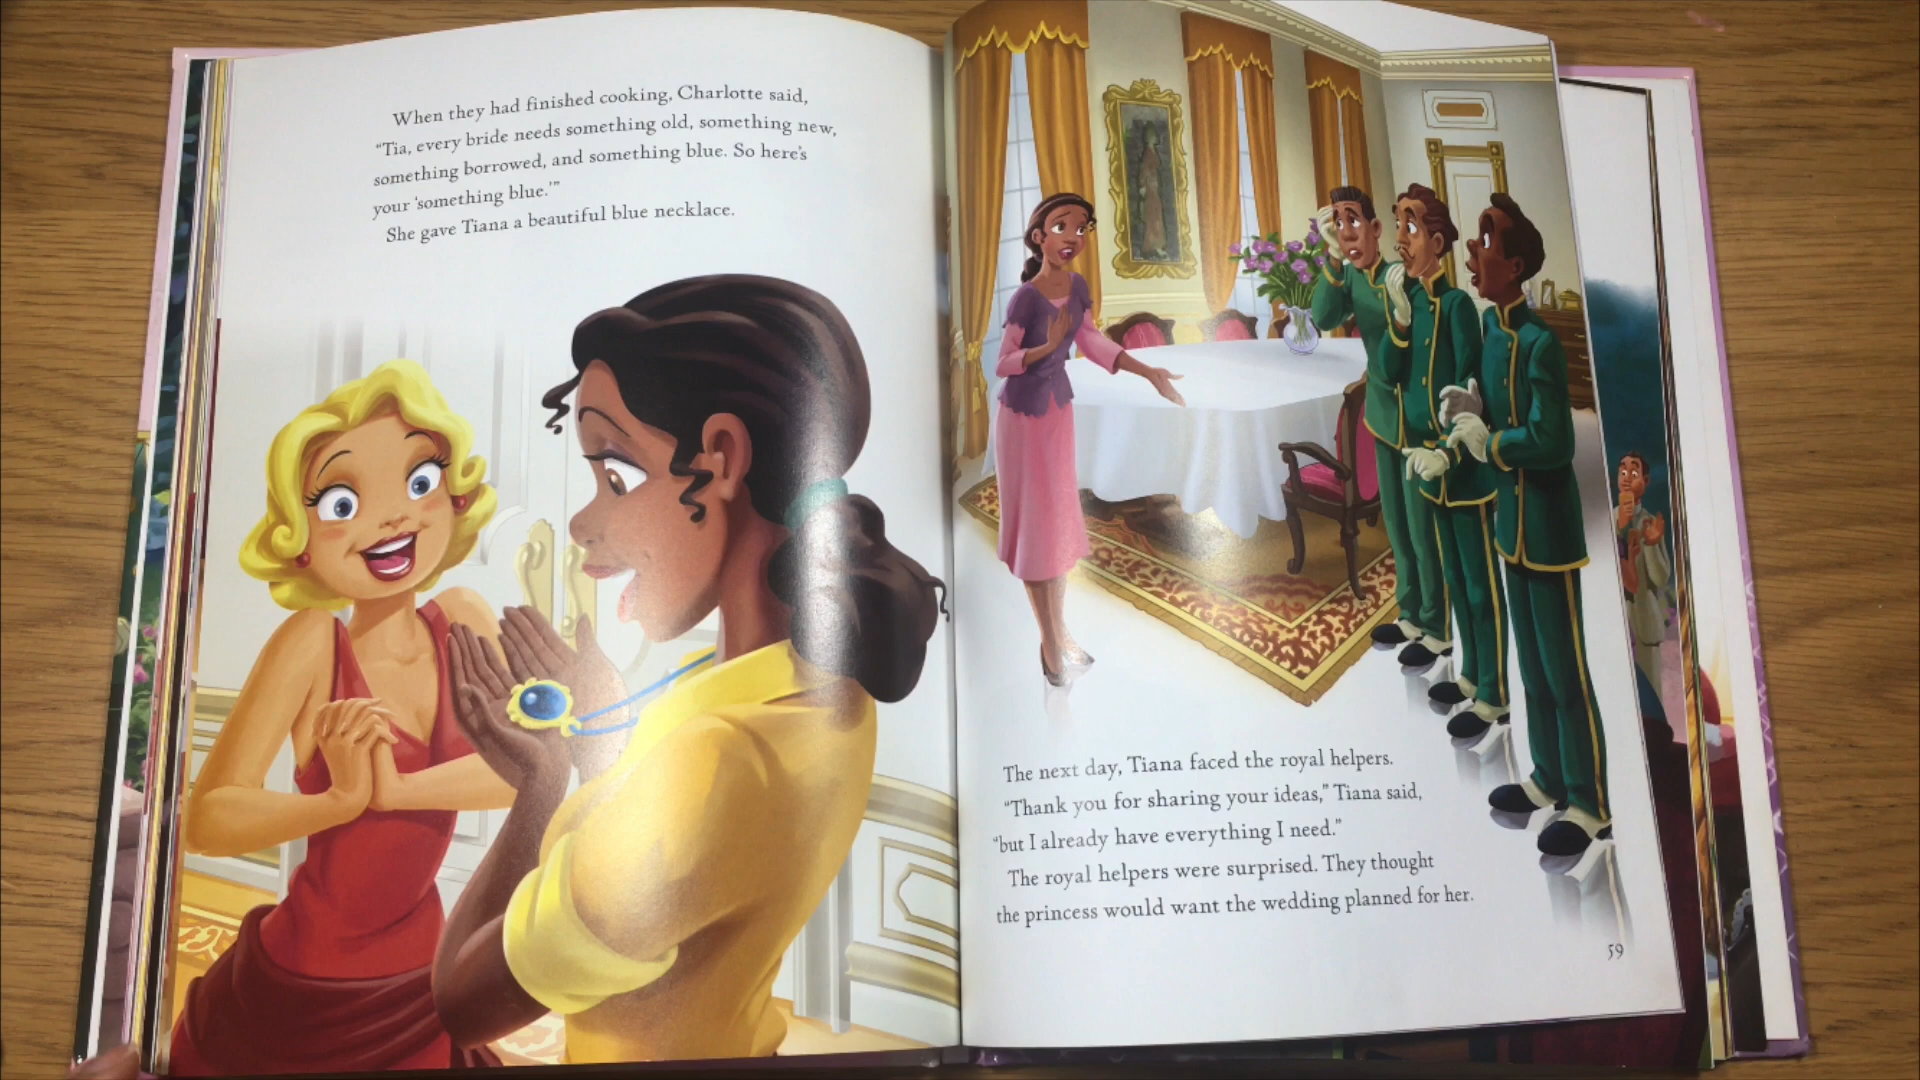 When they had finished cooking, Charlotte said,
"Tia, every bride needs something old, something new,
something borrowed, and something blue. So here's
your 'something blue.'"
She gave Tiana a beautiful blue necklace.
The next day, Tiana faced the royal helpers.
"Thank you for sharing your ideas," Tiana said,
"but I already have everything I need."
The royal helpers were surprised. They thought
the princess would want the wedding planned for her.
59